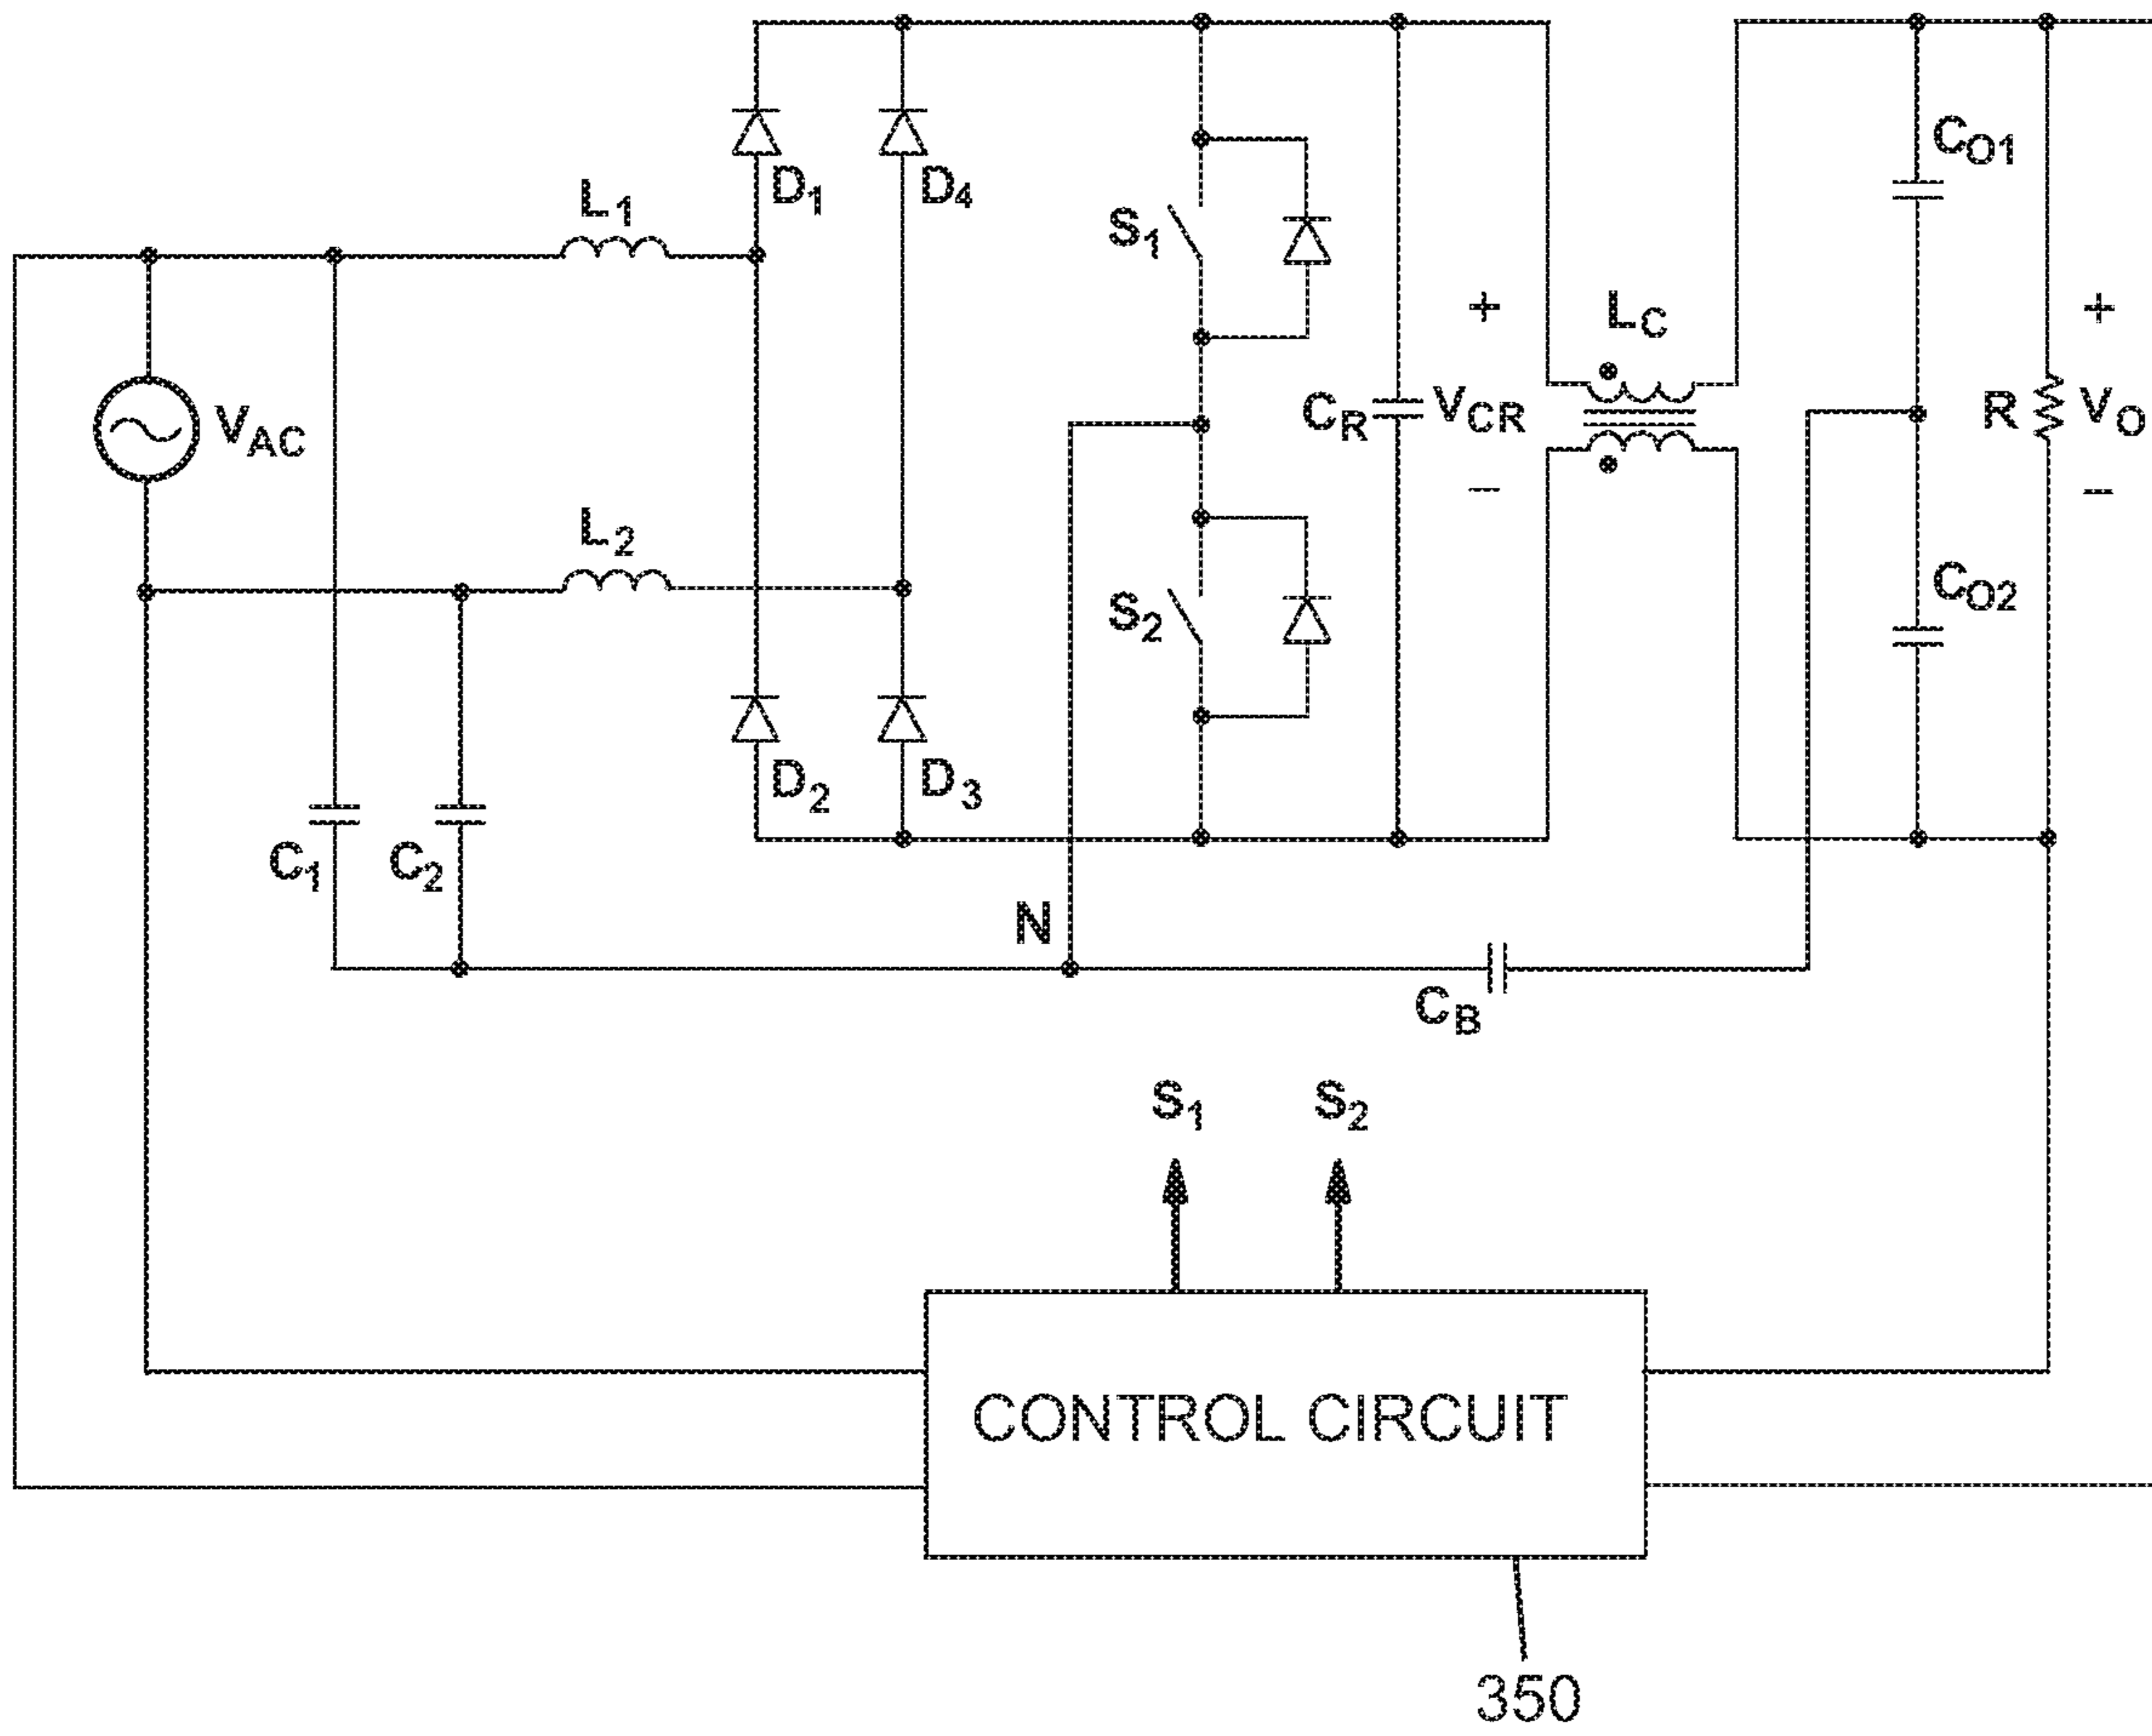 D1
D4
CO1
L1
S1
+
LC
+
VAC
CR
VCR
R
VO
−
−
L2
S2
CO2
D2
D3
C1
C2
N
CB
S1
S2
CONTROL CIRCUIT
350